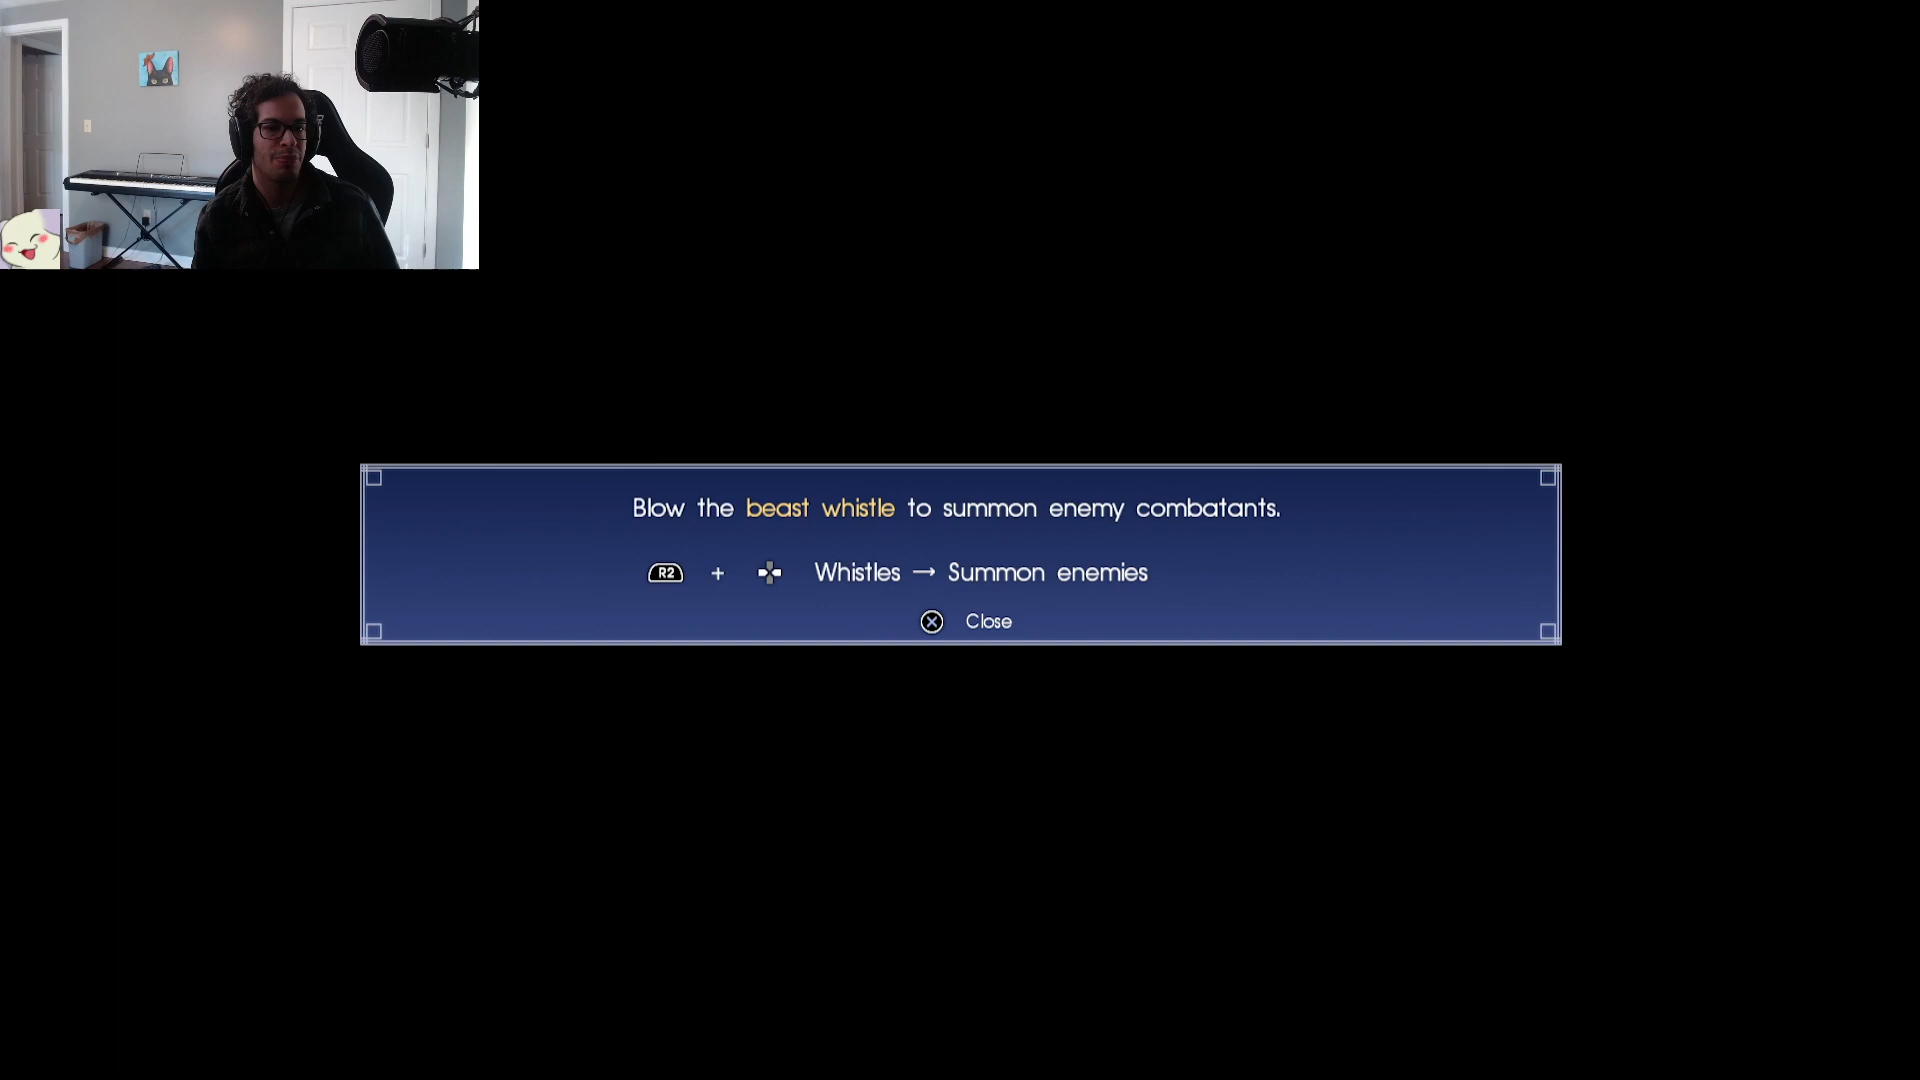 Blow the beast whistle to summon enemy combatants.
R2 + Whistles → Summon enemies
Close